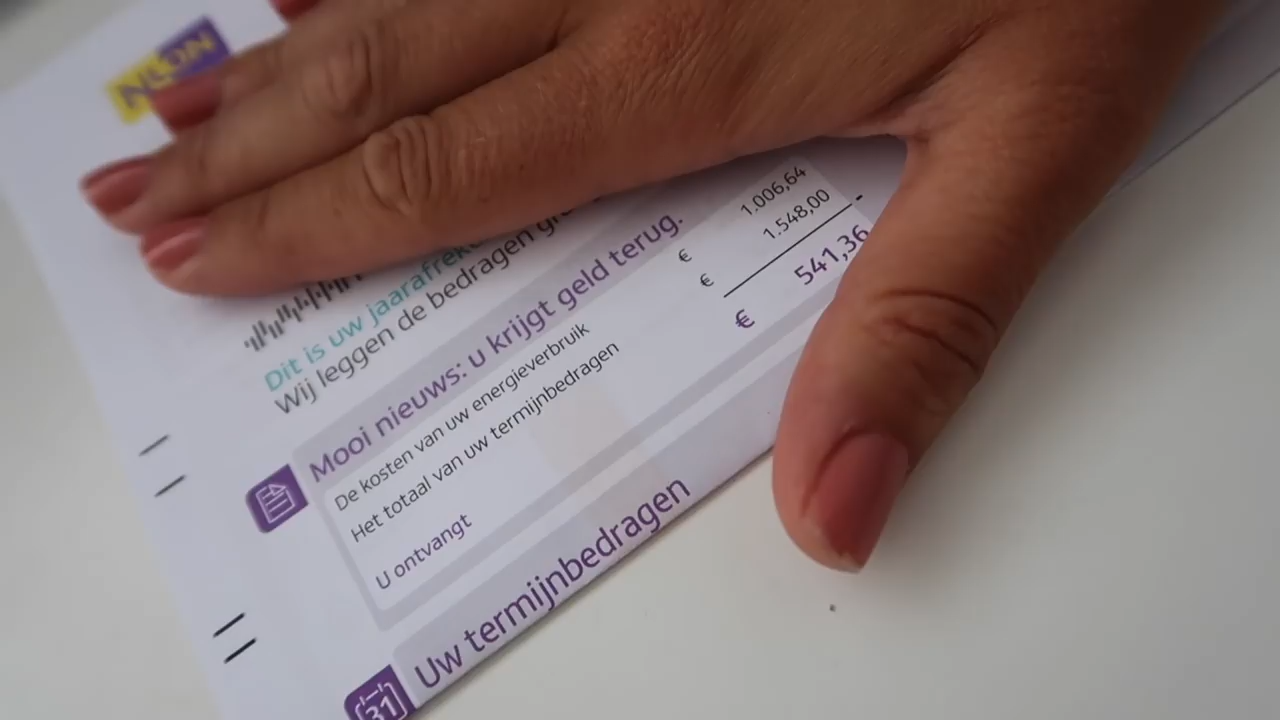 Dit is uw jaarafrek
Wij leggen de bedragen
Mooi nieuws: u krijgt geld terug.
De kosten van uw energieverbruik € 1.006,64
Het totaal van uw termijnbedragen € 1.548,00 -
U ontvangt € 541,36
Uw termijnbedragen
31